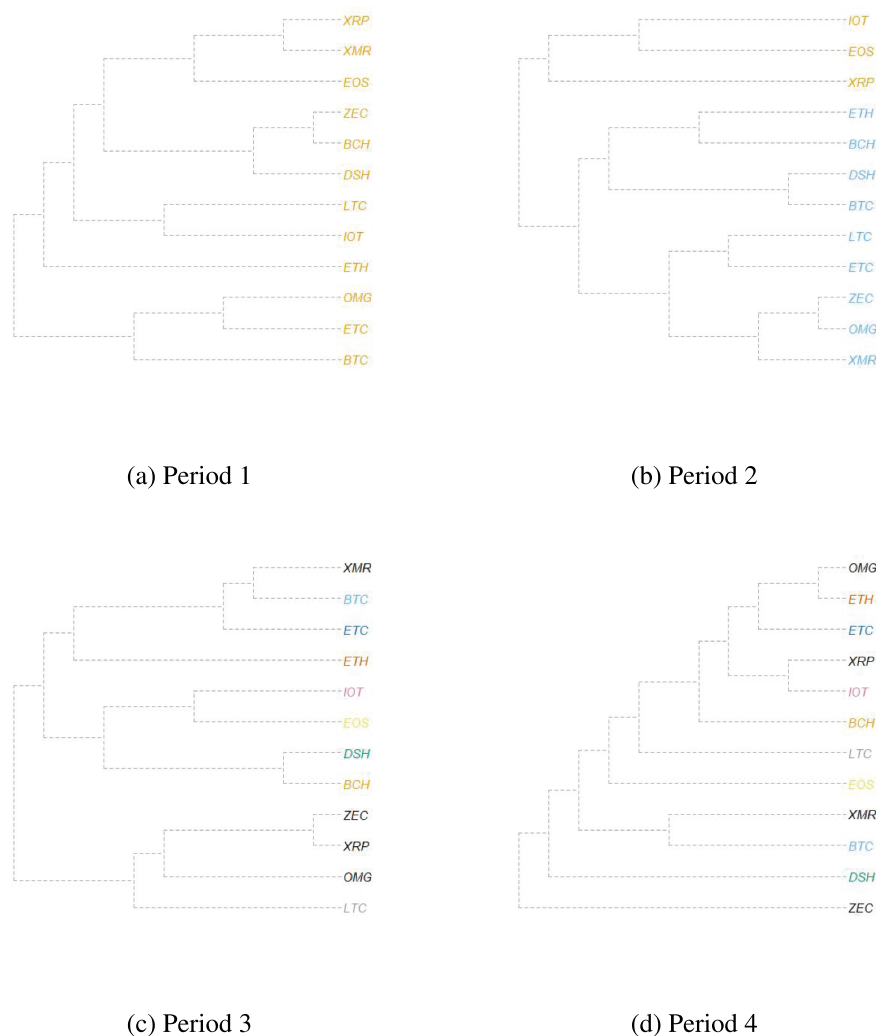 XRP
XMR
EOS
ZEC
BCH
DSH
LTC
IOT
ETH
OMG
ETC
BTC
(a) Period 1
IOT
EOS
XRP
ETH
BCH
DSH
BTC
LTC
ETC
ZEC
OMG
XMR
(b) Period 2
XMR
BTC
ETC
ETH
IOT
EOS
DSH
BCH
ZEC
XRP
OMG
LTC
(c) Period 3
OMG
ETH
ETC
XRP
IOT
BCH
LTC
EOS
XMR
BTC
DSH
ZEC
(d) Period 4